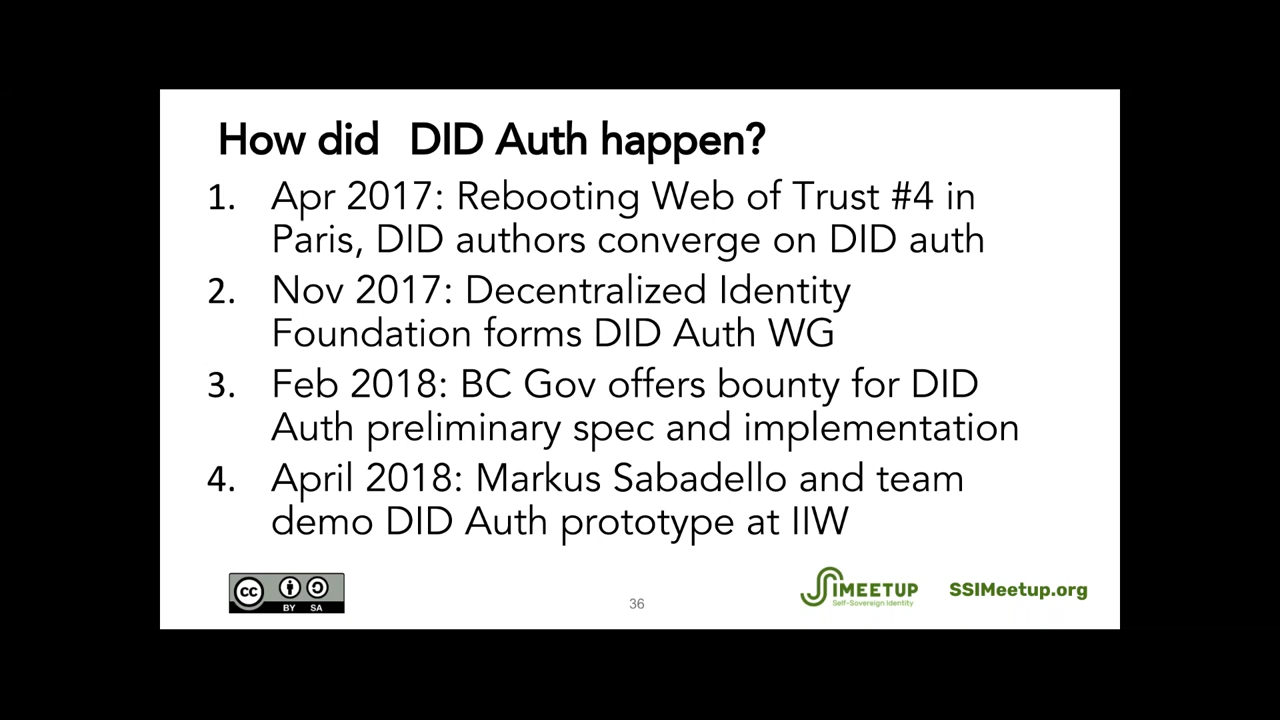 How did DID Auth happen?
1. Apr 2017: Rebooting Web of Trust #4 in
Paris, DID authors converge on DID auth
2. Nov 2017: Decentralized Identity
Foundation forms DID Auth WG
3. Feb 2018: BC Gov offers bounty for DID
Auth preliminary spec and implementation
4. April 2018: Markus Sabadello and team
demo DID Auth prototype at IIW
cc BY SA
36
SSIMEETUP
Self-Sovereign Identity
SSIMeetup.org